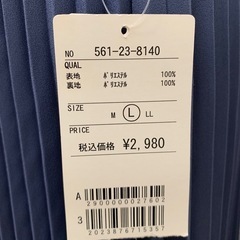 NO 561-23-8140
QUAL
表地 ポリエステル 100%
裏地 ポリエステル 100%
SIZE
M L LL
PRICE
税込価格 ¥2,980
A
2900000027602
3
2023876715357